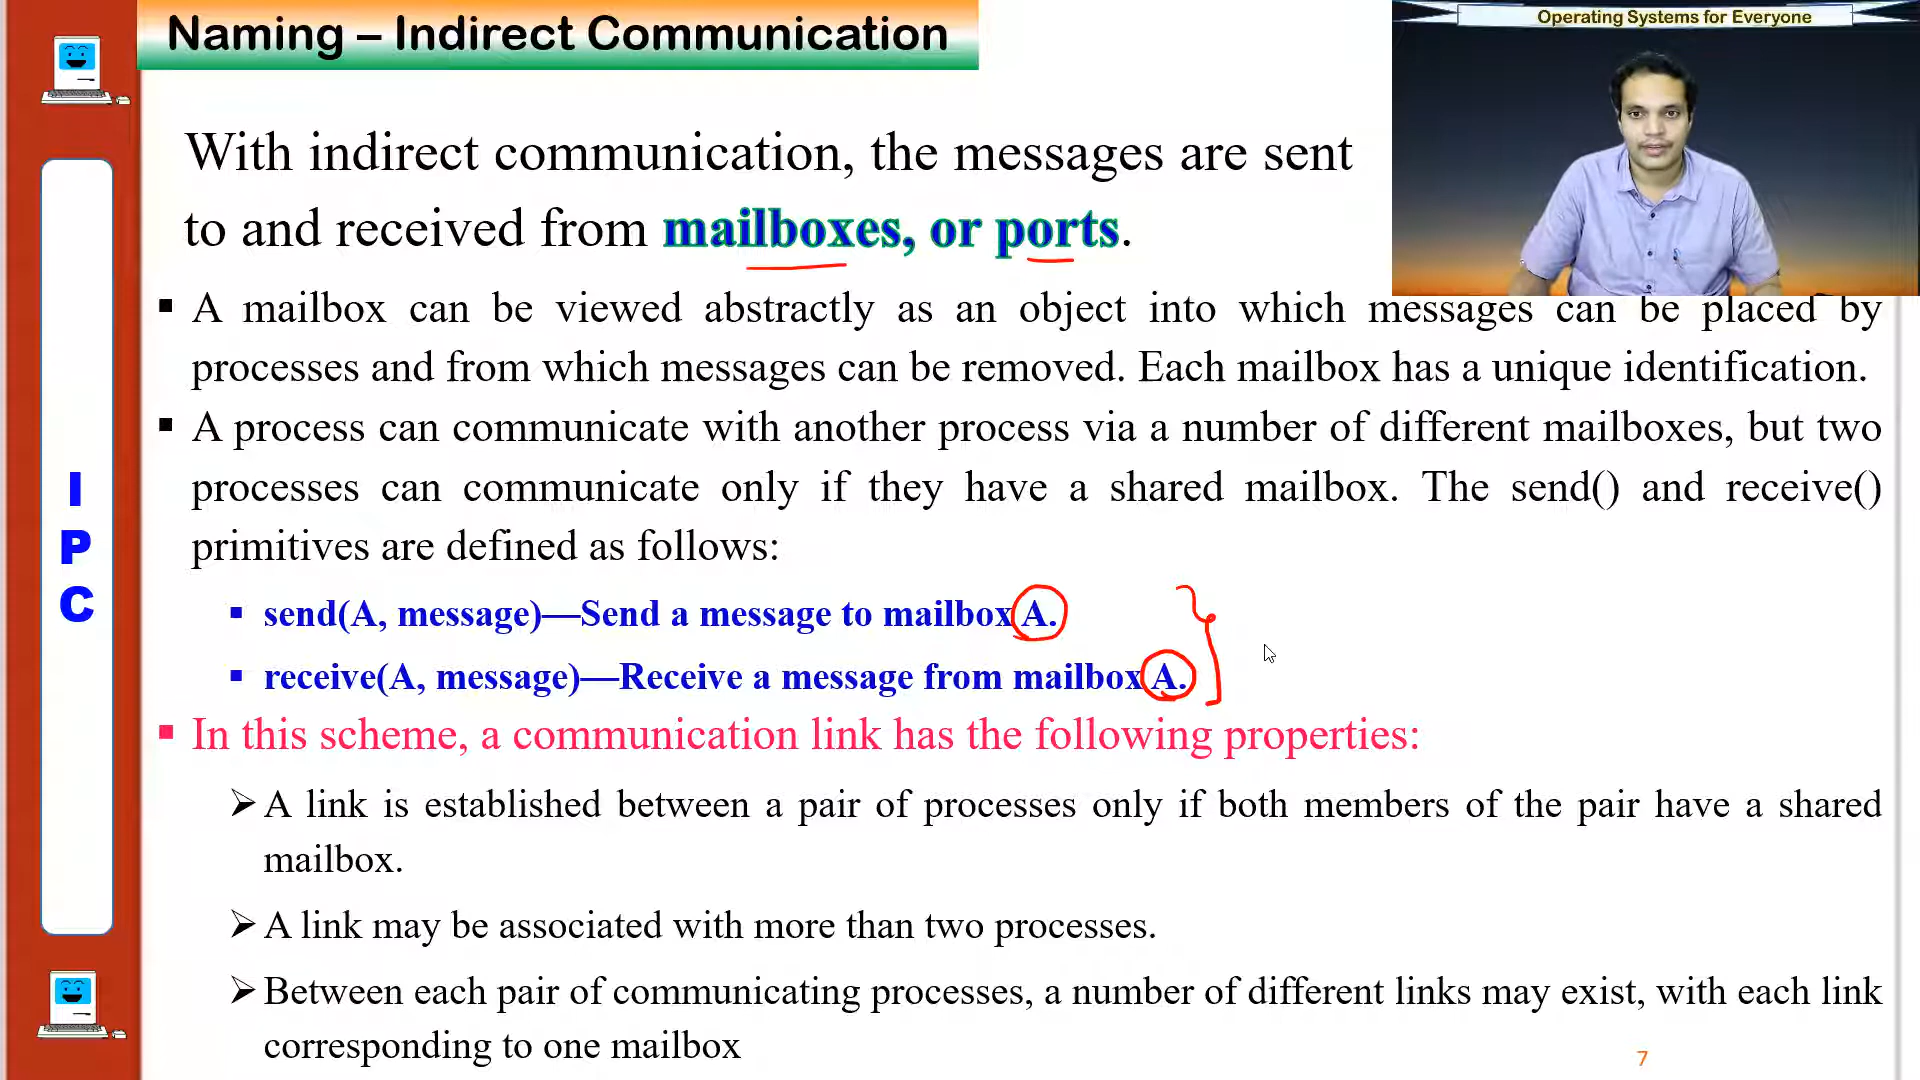 Naming – Indirect Communication
Operating Systems for Everyone
With indirect communication, the messages are sent
to and received from mailboxes, or ports.
▪ A mailbox can be viewed abstractly as an object into which messages can be placed by
processes and from which messages can be removed. Each mailbox has a unique identification.
▪ A process can communicate with another process via a number of different mailboxes, but two
processes can communicate only if they have a shared mailbox. The send() and receive()
primitives are defined as follows:
▪ send(A, message)—Send a message to mailbox A.
▪ receive(A, message)—Receive a message from mailbox A.
▪ In this scheme, a communication link has the following properties:
➢ A link is established between a pair of processes only if both members of the pair have a shared
mailbox.
➢ A link may be associated with more than two processes.
➢ Between each pair of communicating processes, a number of different links may exist, with each link
corresponding to one mailbox
I
P
C
7